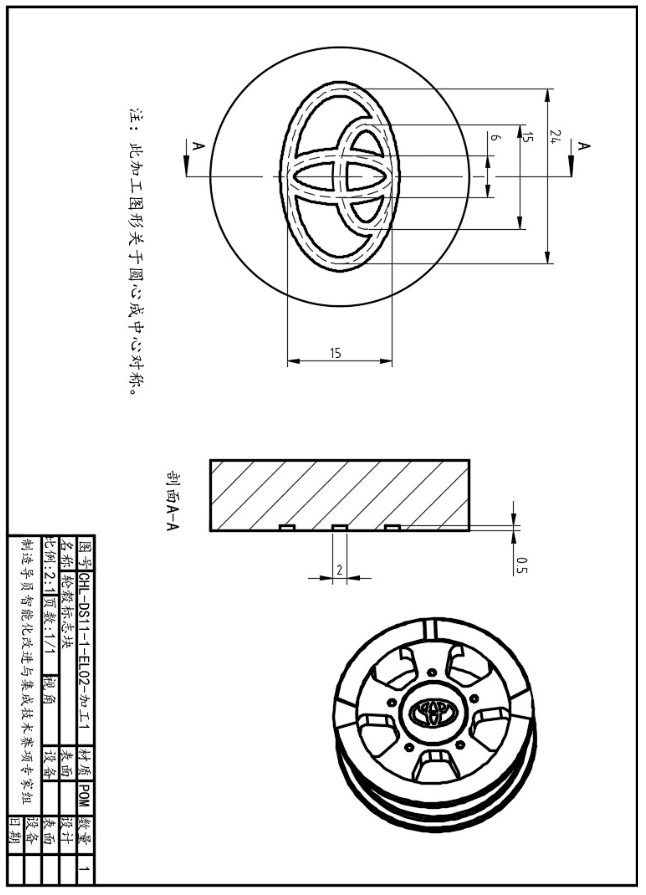 A
A
6
15
24
15
注：此加工图形关于圆心成中心对称。
剖面A-A
0.5
2
图号 CHL-DS11-1-EL02-加工1 材质 POM 数量 1
名称 轮毂标志块 表面 设计
比例:2:1 页数:1/1 视角 设备 表面
制造单员智能化改进与集成技术赛项专家组 设备
日期